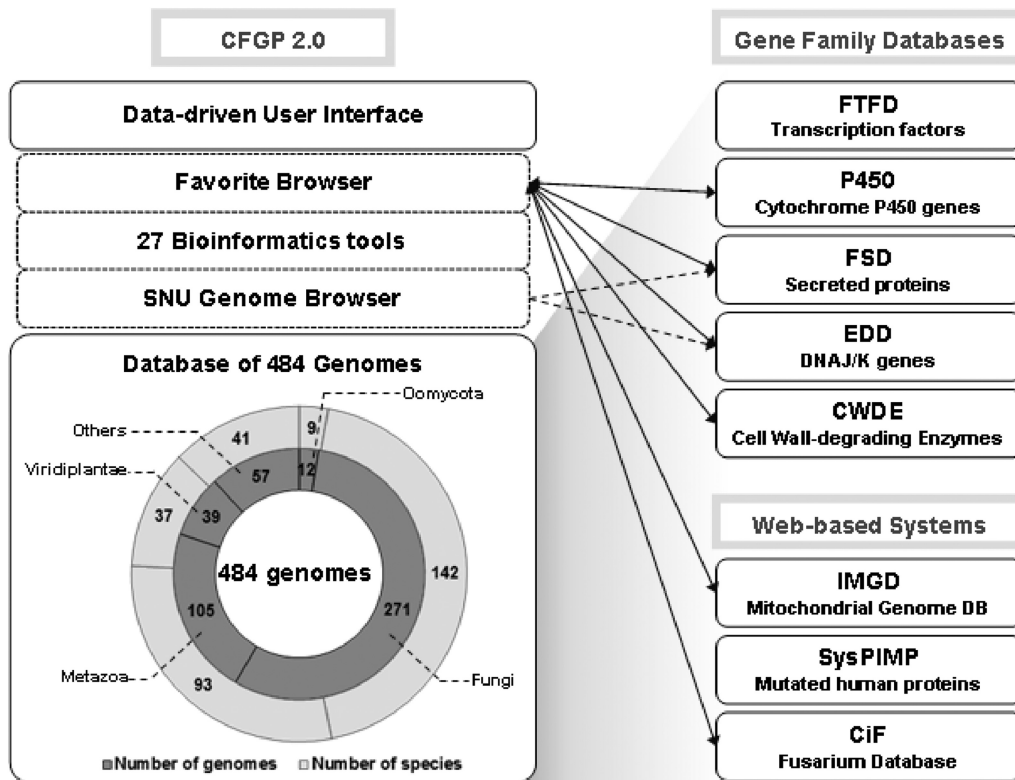 CFGP 2.0
Data-driven User Interface
Favorite Browser
27 Bioinformatics tools
SNU Genome Browser
Database of 484 Genomes
Oomycota
Others
Viridiplantae
Metazoa
Fungi
41
9
57
12
37
39
142
271
105
93
484 genomes
Number of genomes
Number of species
Gene Family Databases
FTFD
Transcription factors
P450
Cytochrome P450 genes
FSD
Secreted proteins
EDD
DNAJ/K genes
CWDE
Cell Wall-degrading Enzymes
Web-based Systems
IMGD
Mitochondrial Genome DB
SysPIMP
Mutated human proteins
CiF
Fusarium Database